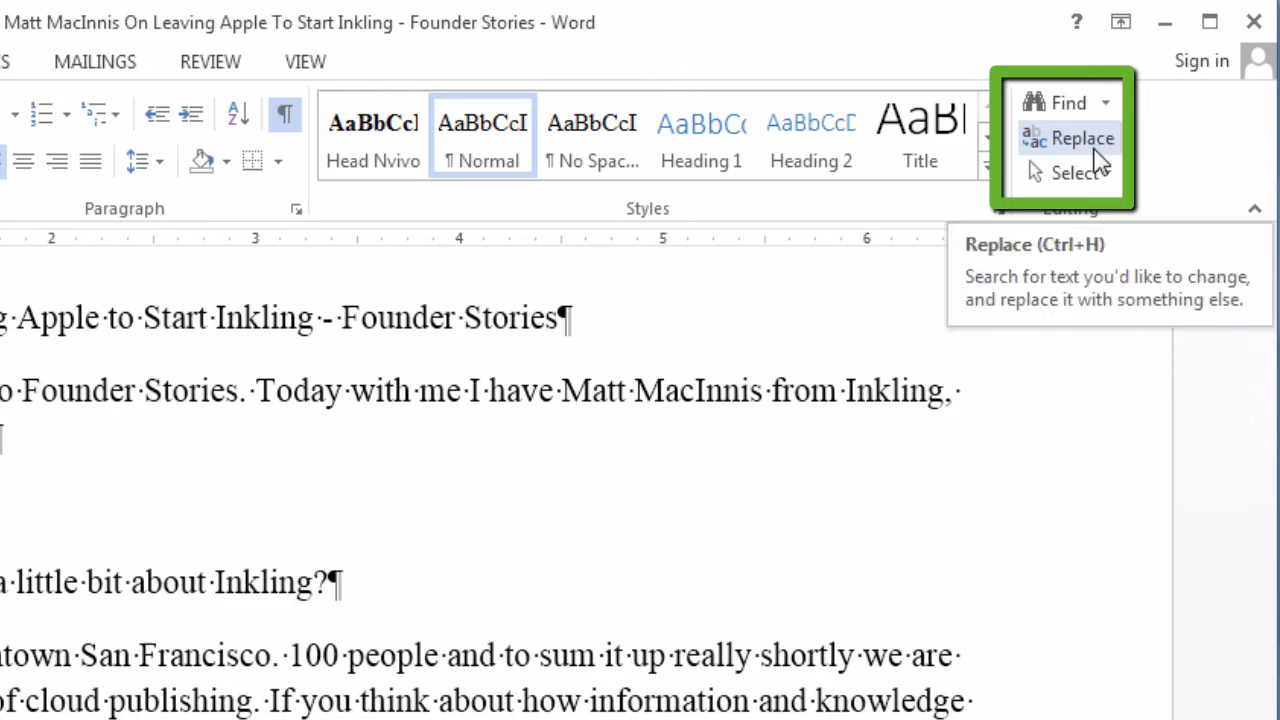 Matt MacInnis On Leaving Apple To Start Inkling - Founder Stories - Word
?
S MAILINGS REVIEW VIEW
Sign in
AaBbCcI AaBbCcI AaBbCcI AaBbCc AaBbCcD AaBI
Head Nvivo ¶ Normal ¶ No Spac... Heading 1 Heading 2 Title
Find
Replace
Select
Paragraph Styles Editing
2 3 4 5 6
Replace (Ctrl+H)
Search for text you'd like to change,
and replace it with something else.
g·Apple·to·Start·Inkling·-·Founder·Stories¶
o·Founder·Stories.·Today·with·me·I·have·Matt·MacInnis·from·Inkling,·
¶
a·little·bit·about·Inkling?¶
ntown·San·Francisco.·100·people·and·to·sum·it·up·really·shortly·we·are·
of·cloud·publishing.·If·you·think·about·how·information·and·knowledge·